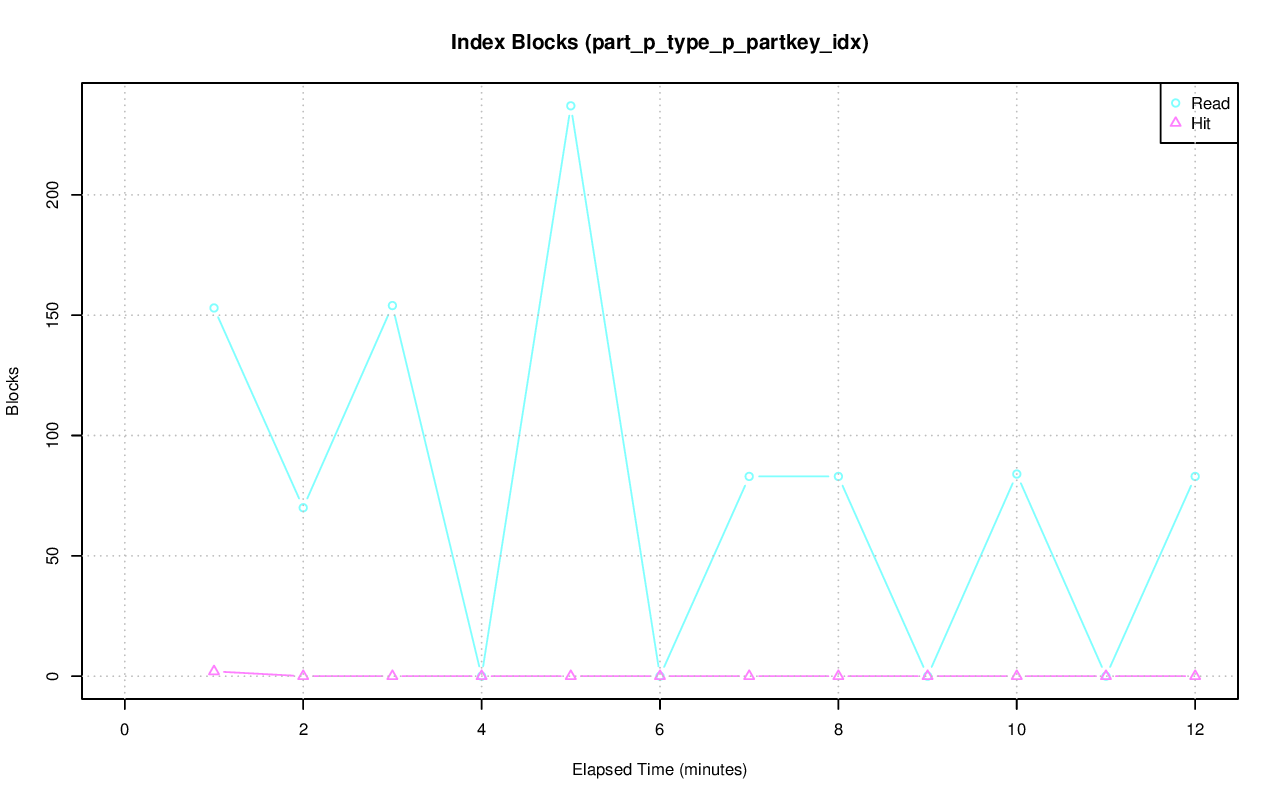 Index Blocks (part_p_type_p_partkey_idx)
Read
Hit
Blocks
200
150
100
50
0
0 2 4 6 8 10 12
Elapsed Time (minutes)